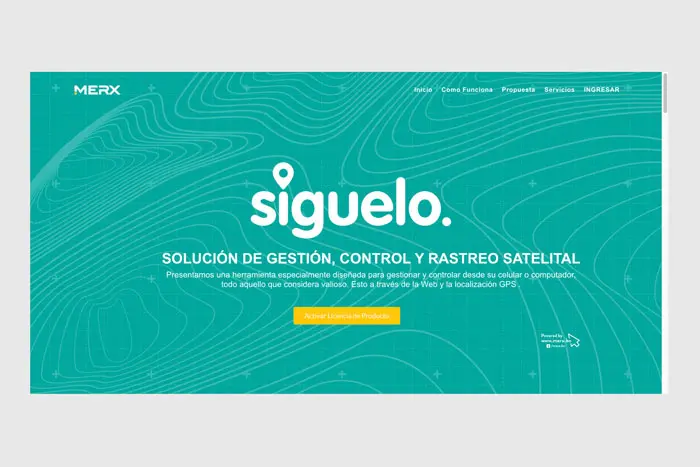 MERX
Inicio Como Funciona Propuesta Servicios INGRESAR
siguelo.
SOLUCIÓN DE GESTIÓN, CONTROL Y RASTREO SATELITAL
Presentamos una herramienta especialmente diseñada para gestionar y controlar desde su celular o computador,
todo aquello que considera valioso. Esto a través de la Web y la localización GPS .
Activar Licencia de Producto
Powered by